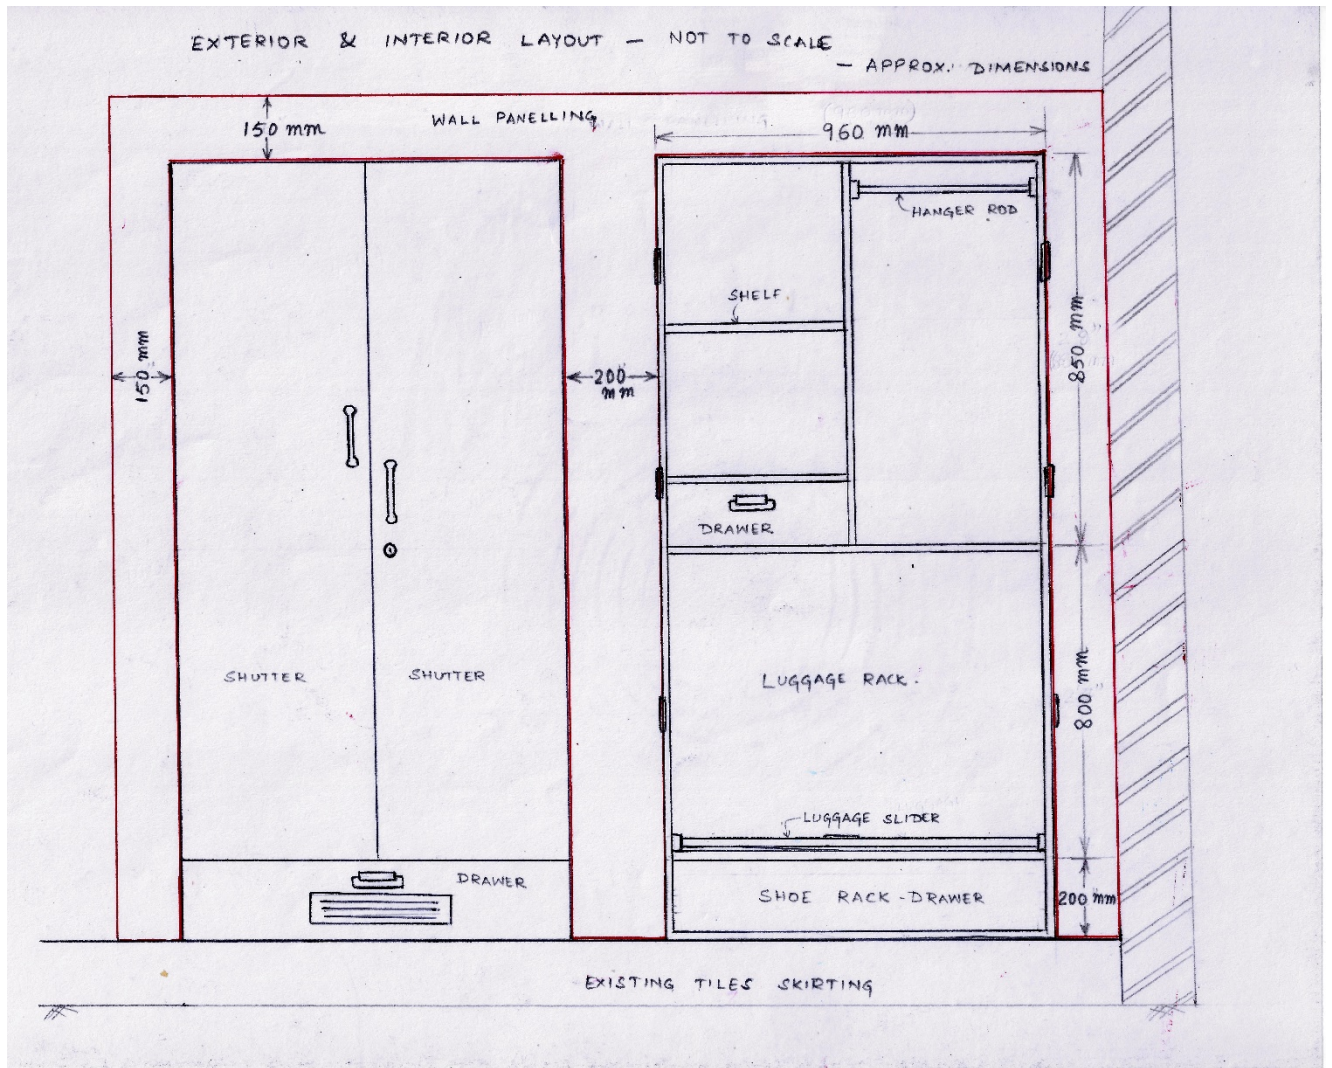 EXTERIOR & INTERIOR LAYOUT - NOT TO SCALE
- APPROX. DIMENSIONS
WALL PANELLING
150 mm
960 mm
HANGER ROD
SHELF
150 mm
200
mm
850 mm
DRAWER
SHUTTER
SHUTTER
LUGGAGE RACK.
800 mm
LUGGAGE SLIDER
DRAWER
SHOE RACK - DRAWER
200 mm
EXISTING TILES SKIRTING